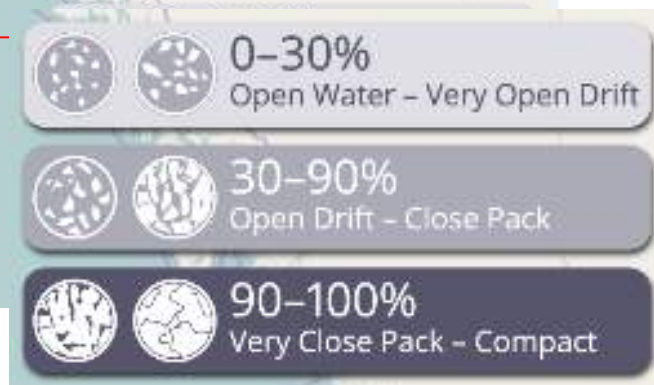 0–30%
Open Water – Very Open Drift
30–90%
Open Drift – Close Pack
90–100%
Very Close Pack – Compact